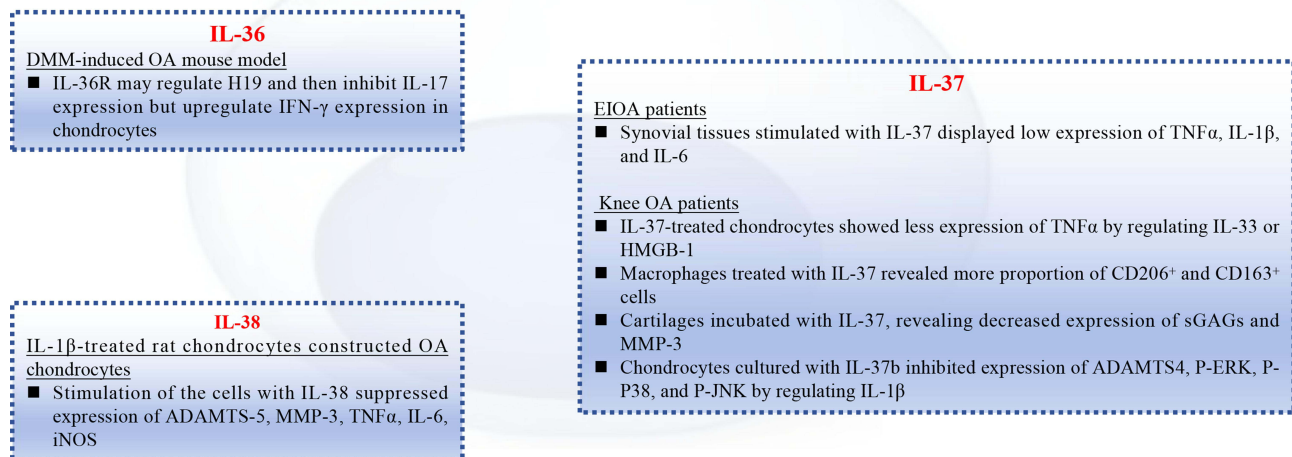 IL-36
DMM-induced OA mouse model
■ IL-36R may regulate H19 and then inhibit IL-17
expression but upregulate IFN-γ expression in
chondrocytes
IL-37
EIOA patients
■ Synovial tissues stimulated with IL-37 displayed low expression of TNFα, IL-1β,
and IL-6
Knee OA patients
■ IL-37-treated chondrocytes showed less expression of TNFα by regulating IL-33 or
HMGB-1
■ Macrophages treated with IL-37 revealed more proportion of CD206⁺ and CD163⁺
cells
■ Cartilages incubated with IL-37, revealing decreased expression of sGAGs and
MMP-3
■ Chondrocytes cultured with IL-37b inhibited expression of ADAMTS4, P-ERK, P-
P38, and P-JNK by regulating IL-1β
IL-38
IL-1β-treated rat chondrocytes constructed OA
chondrocytes
■ Stimulation of the cells with IL-38 suppressed
expression of ADAMTS-5, MMP-3, TNFα, IL-6,
iNOS